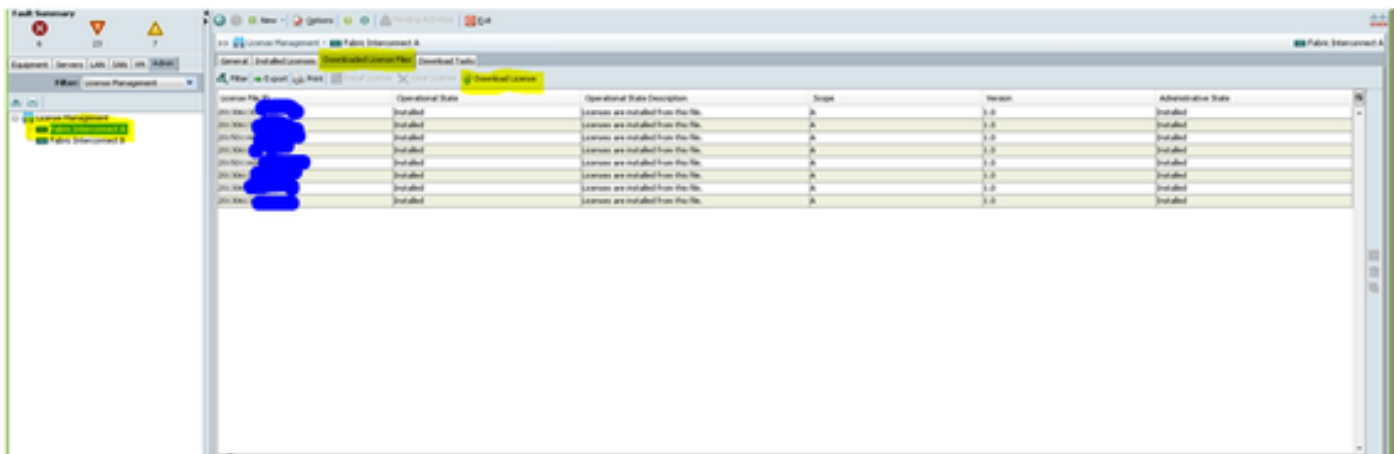 Fault Summary
6 23 7
New Options Pending Activities Exit
>> License Management Fabric Interconnect A Fabric Interconnect A
Equipment Servers LAN SAN VM Admin
General Installed Licenses Downloaded License Files Download Tasks
Filter: License Management
Filter Export Print Install License Clear License Download License
License File ID Operational State Operational State Description Scope Version Administrative State
License Management
Fabric Interconnect A
Fabric Interconnect B
Installed Licenses are installed from this file. A 1.0 Installed
Installed Licenses are installed from this file. A 1.0 Installed
Installed Licenses are installed from this file. A 1.0 Installed
Installed Licenses are installed from this file. A 1.0 Installed
Installed Licenses are installed from this file. A 1.0 Installed
Installed Licenses are installed from this file. A 1.0 Installed
Installed Licenses are installed from this file. A 1.0 Installed
Installed Licenses are installed from this file. A 1.0 Installed